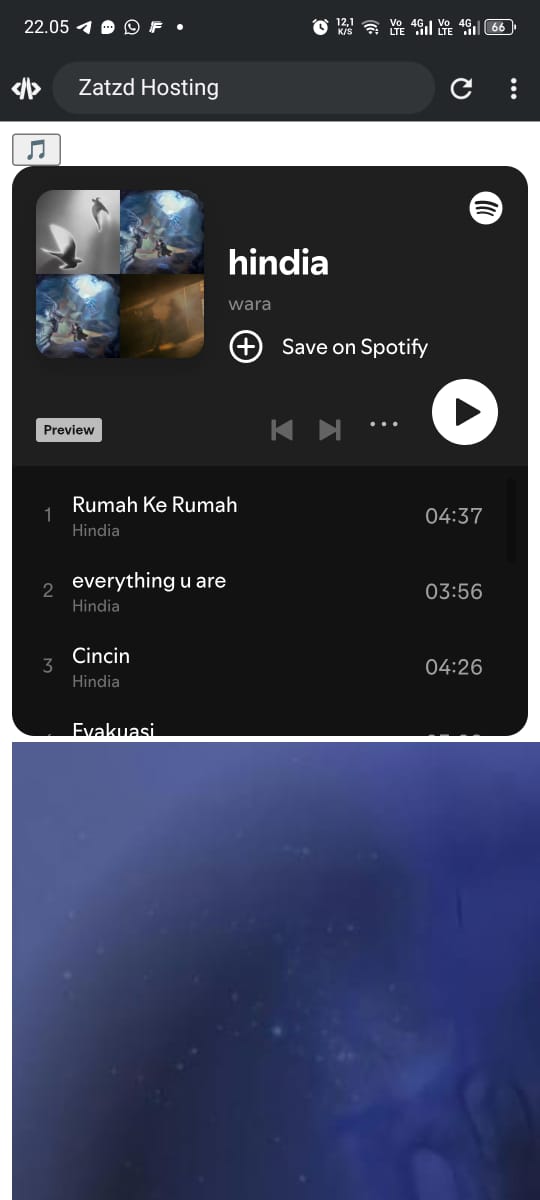 22.05
12,1
K/S
Vo
LTE
4G
Vo
LTE
4G
66
Zatzd Hosting
hindia
wara
Save on Spotify
Preview
1 Rumah Ke Rumah 04:37
Hindia
2 everything u are 03:56
Hindia
3 Cincin 04:26
Hindia
Evakuasi